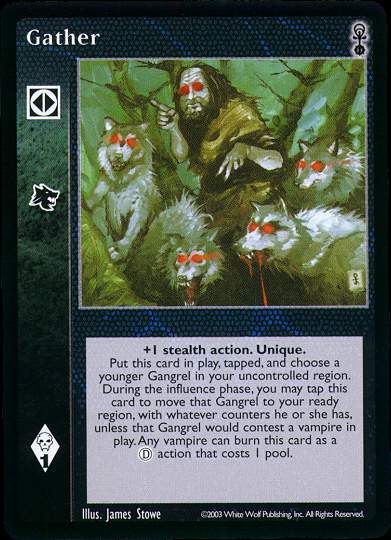 Gather
+1 stealth action. Unique.
Put this card in play, tapped, and choose a
younger Gangrel in your uncontrolled region.
During the influence phase, you may tap this
card to move that Gangrel to your ready
region, with whatever counters he or she has,
unless that Gangrel would contest a vampire in
play. Any vampire can burn this card as a
D action that costs 1 pool.
1
Illus. James Stowe
©2003 White Wolf Publishing, Inc. All Rights Reserved.